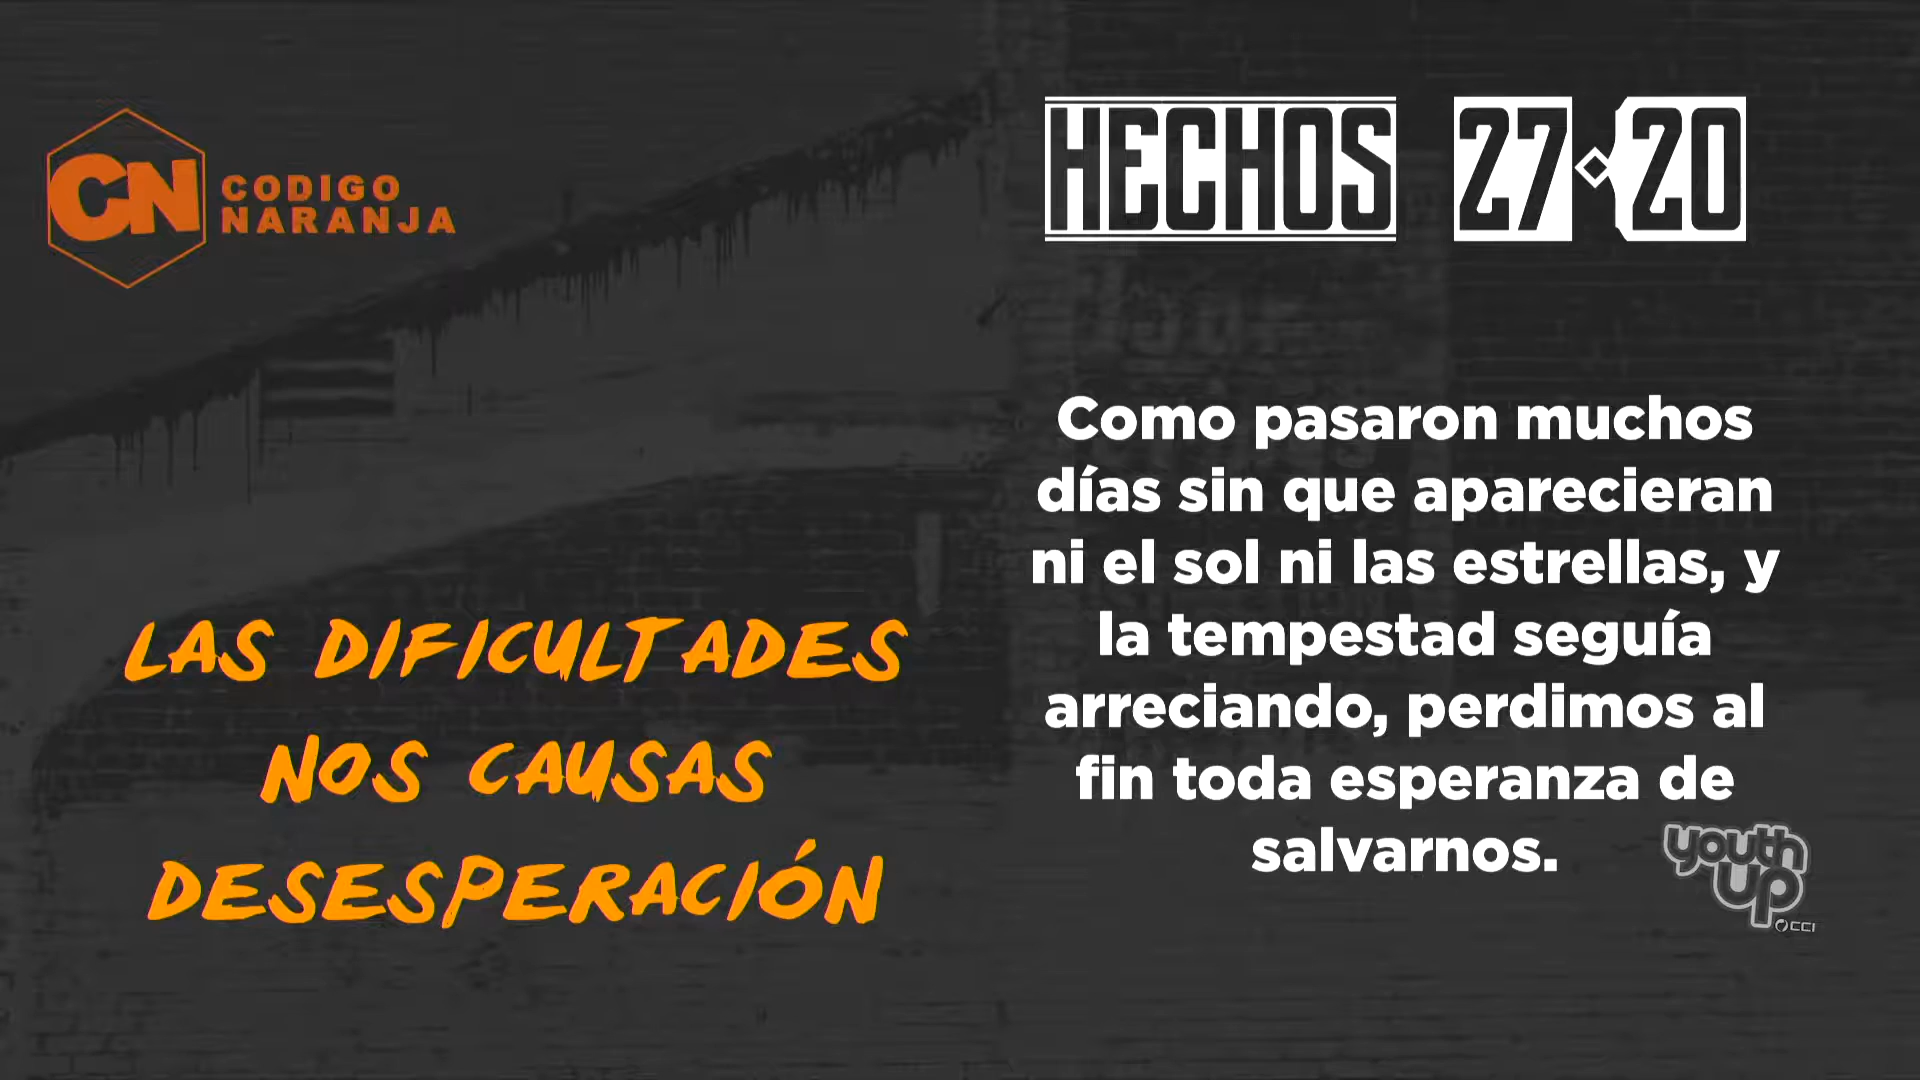 CN
CODIGO
NARANJA
LAS DIFICULTADES
NOS CAUSAS
DESESPERACIÓN
HECHOS 27:20
Como pasaron muchos
días sin que aparecieran
ni el sol ni las estrellas, y
la tempestad seguía
arreciando, perdimos al
fin toda esperanza de
salvarnos.
youth
up
CCI